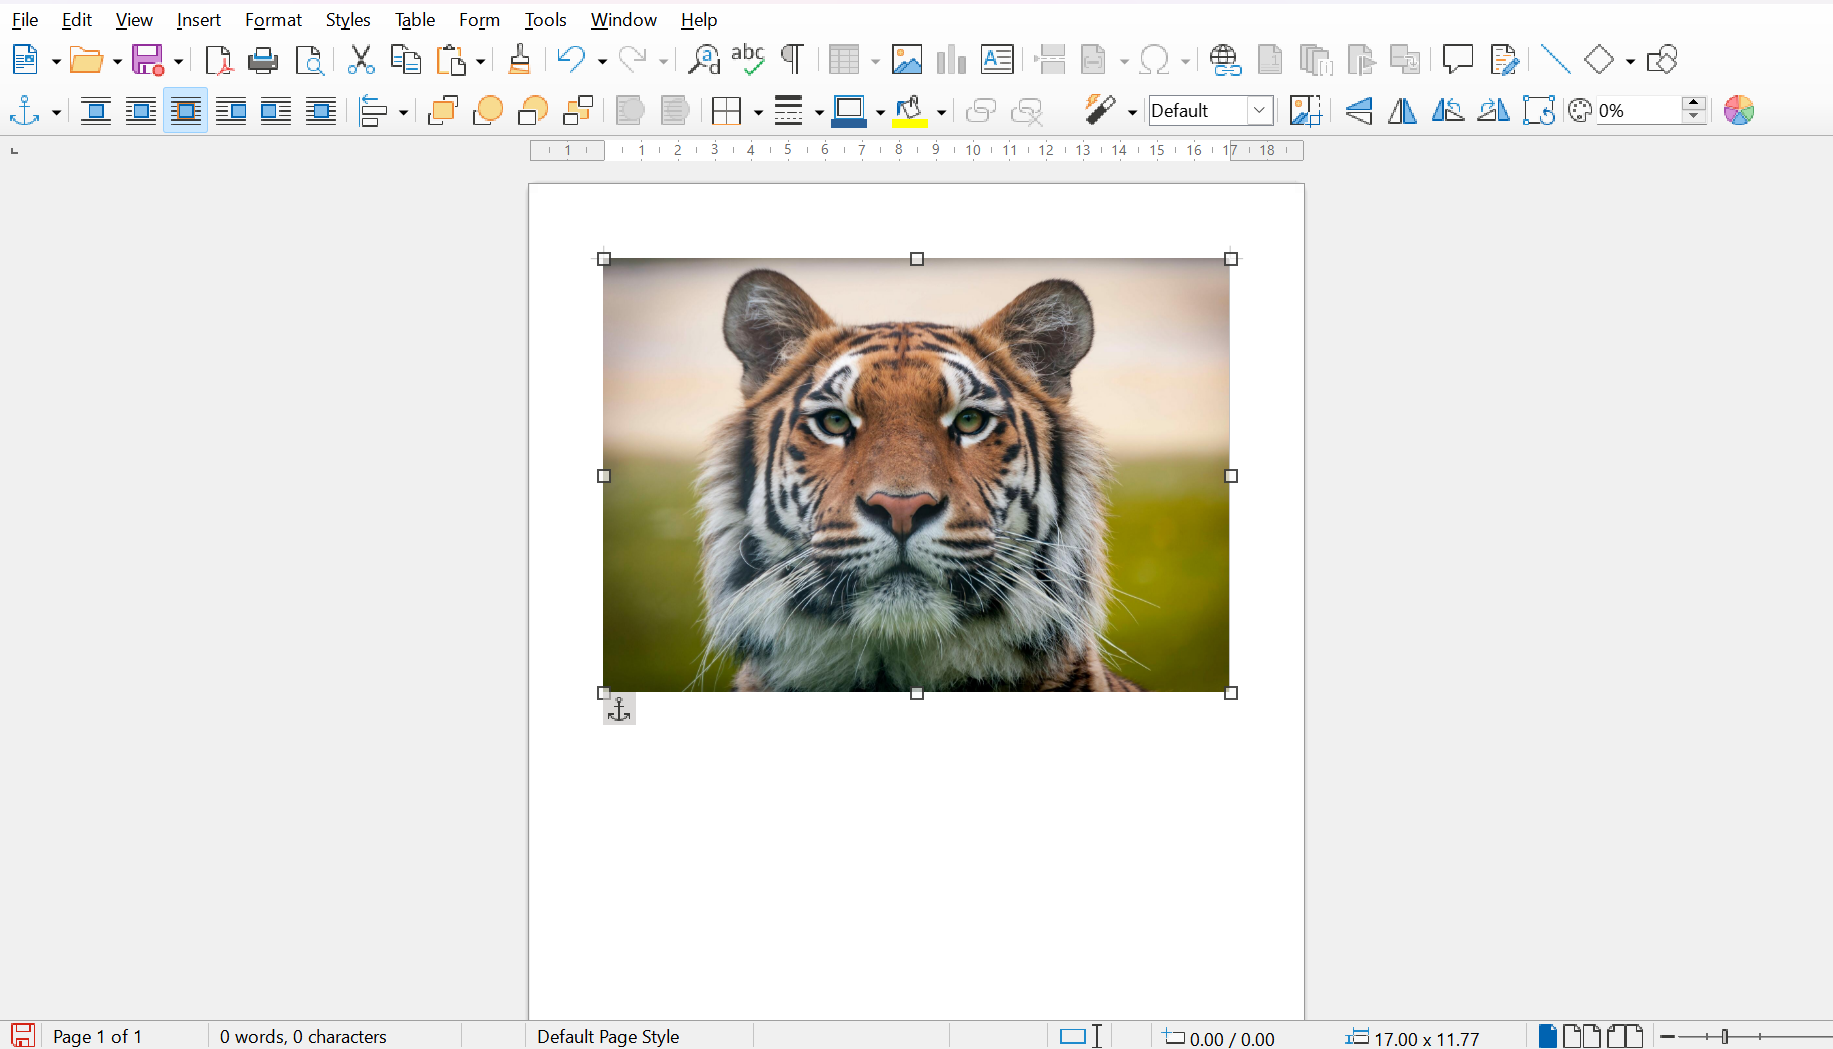 File Edit View Insert Format Styles Table Form Tools Window Help
abc
Default 0%
1 1 2 3 4 5 6 7 8 9 10 11 12 13 14 15 16 17 18
Page 1 of 1 0 words, 0 characters Default Page Style 0.00 / 0.00 17.00 x 11.77